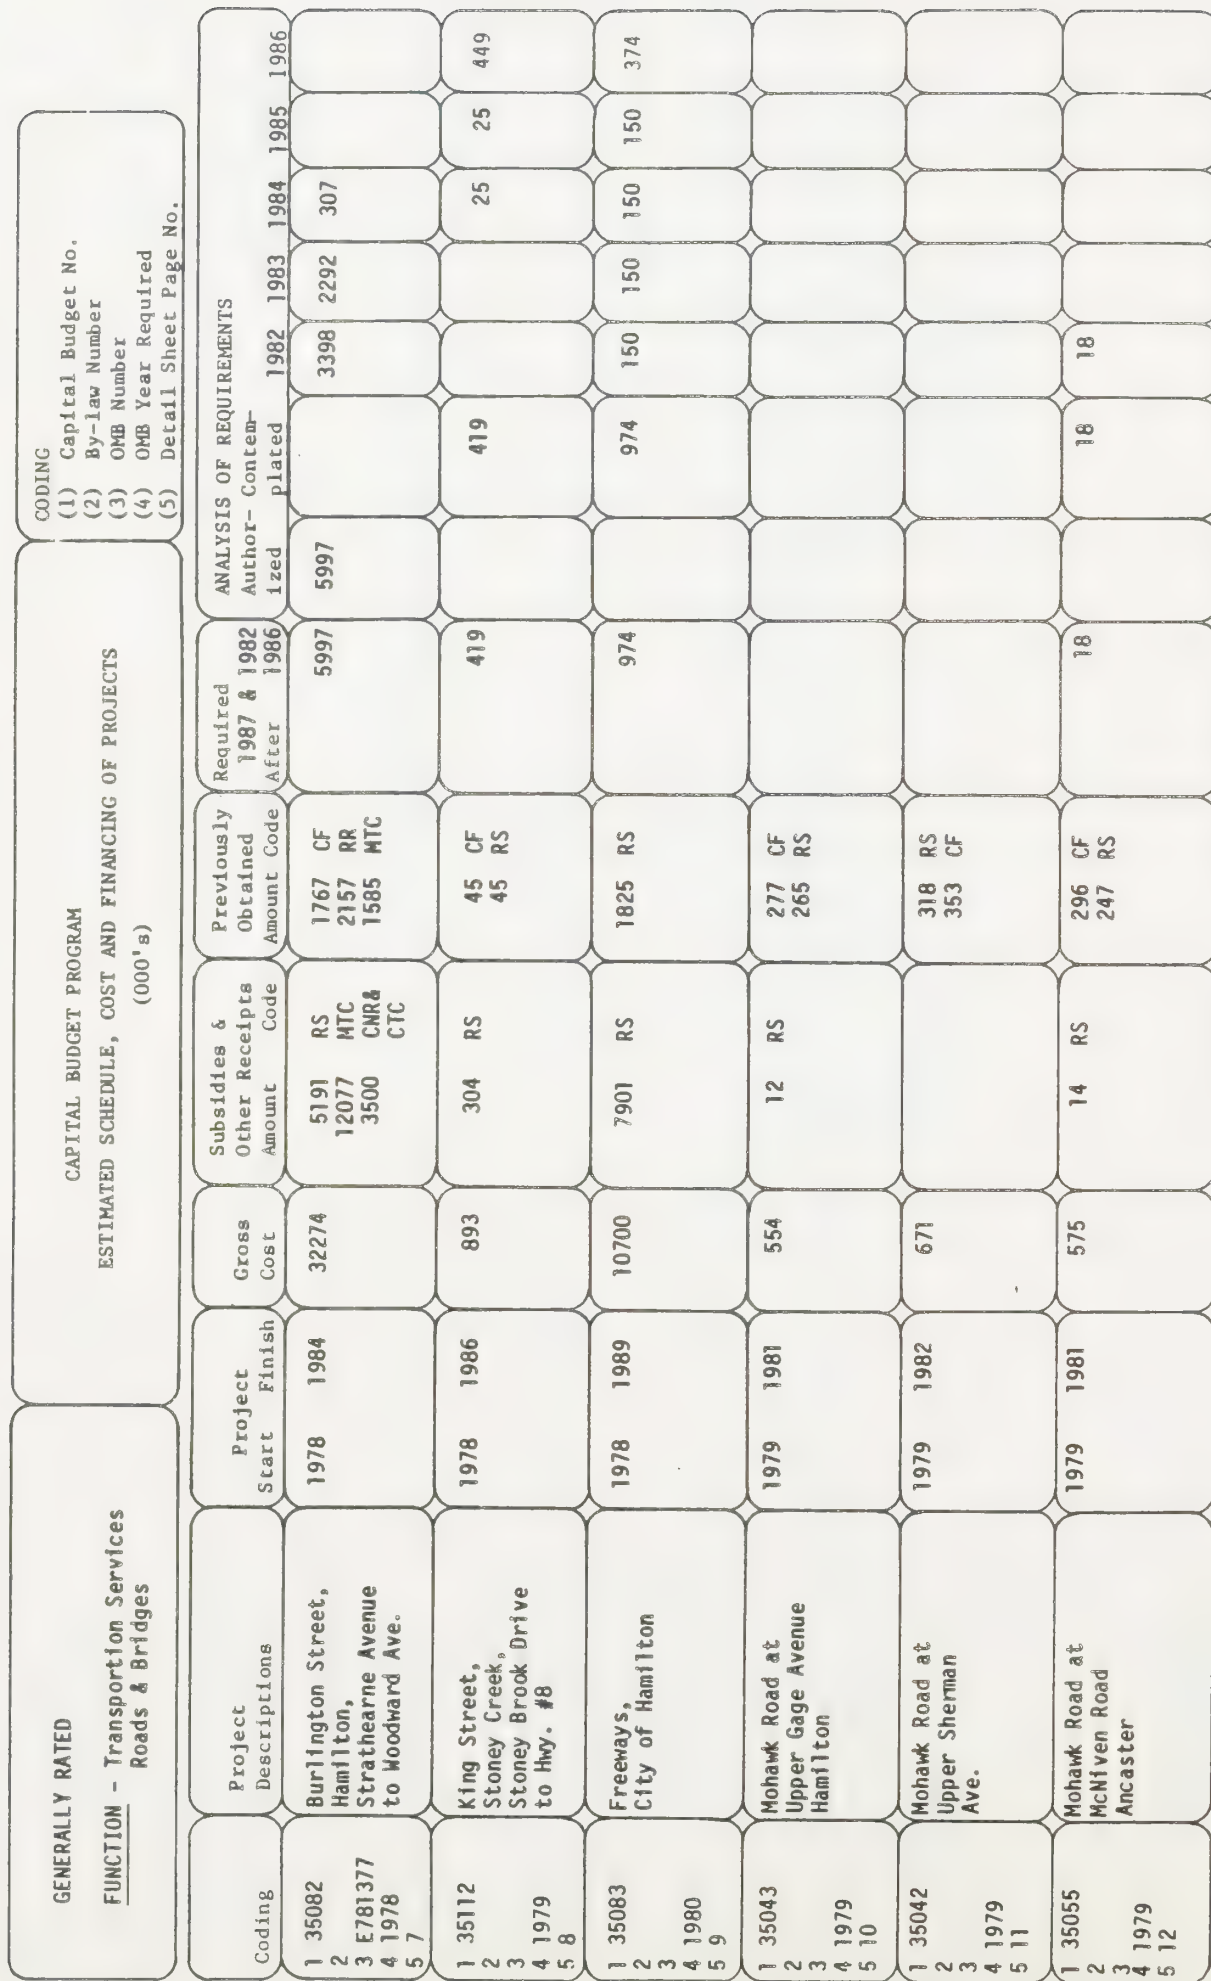 GENERALLY RATED
FUNCTION - Transportion Services
Roads & Bridges
CAPITAL BUDGET PROGRAM
ESTIMATED SCHEDULE, COST AND FINANCING OF PROJECTS
(000's)
CODING
(1) Capital Budget No.
(2) By-law Number
(3) OMB Number
(4) OMB Year Required
(5) Detail Sheet Page No.
Coding
Project
Descriptions
Project
Start Finish
Gross
Cost
Subsidies &
Other Receipts
Amount Code
Previously
Obtained
Amount Code
Required
1987 & 1982
After 1986
ANALYSIS OF REQUIREMENTS
Author- Contem-
ized plated 1982 1983 1984 1985 1986
1 35082
2
3 E781377
4 1978
5 7
Burlington Street,
Hamilton,
Strathearne Avenue
to Woodward Ave.
1978 1984
32274
5191 RS
12077 MTC
3500 CNR&
CTC
1767 CF
2157 RR
1585 MTC
5997
5997
3398 2292 307
1 35112
2
3
4 1979
5 8
King Street,
Stoney Creek,
Stoney Brook Drive
to Hwy. #8
1978 1986
893
304 RS
45 CF
45 RS
419
419
25 25 449
1 35083
2
3
4 1980
5 9
Freeways,
City of Hamilton
1978 1989
10700
7901 RS
1825 RS
974
974
150 150 150 150 374
1 35043
2
3
4 1979
5 10
Mohawk Road at
Upper Gage Avenue
Hamilton
1979 1981
554
12 RS
277 CF
265 RS
1 35042
2
3
4 1979
5 11
Mohawk Road at
Upper Sherman
Ave.
1979 1982
671
318 RS
353 CF
1 35055
2
3
4 1979
5 12
Mohawk Road at
McNiven Road
Ancaster
1979 1981
575
14 RS
296 CF
247 RS
18
18
18